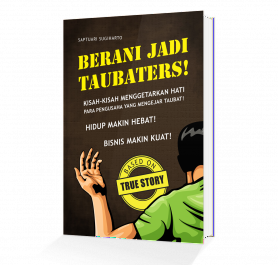 SAPTUARI SUGIHARTO
BERANI JADI
TAUBATERS!
KISAH-KISAH MENGGETARKAN HATI
PARA PENGUSAHA YANG MENGEJAR TAUBAT!
HIDUP MAKIN HEBAT!
BISNIS MAKIN KUAT!
BASED ON
TRUE STORY